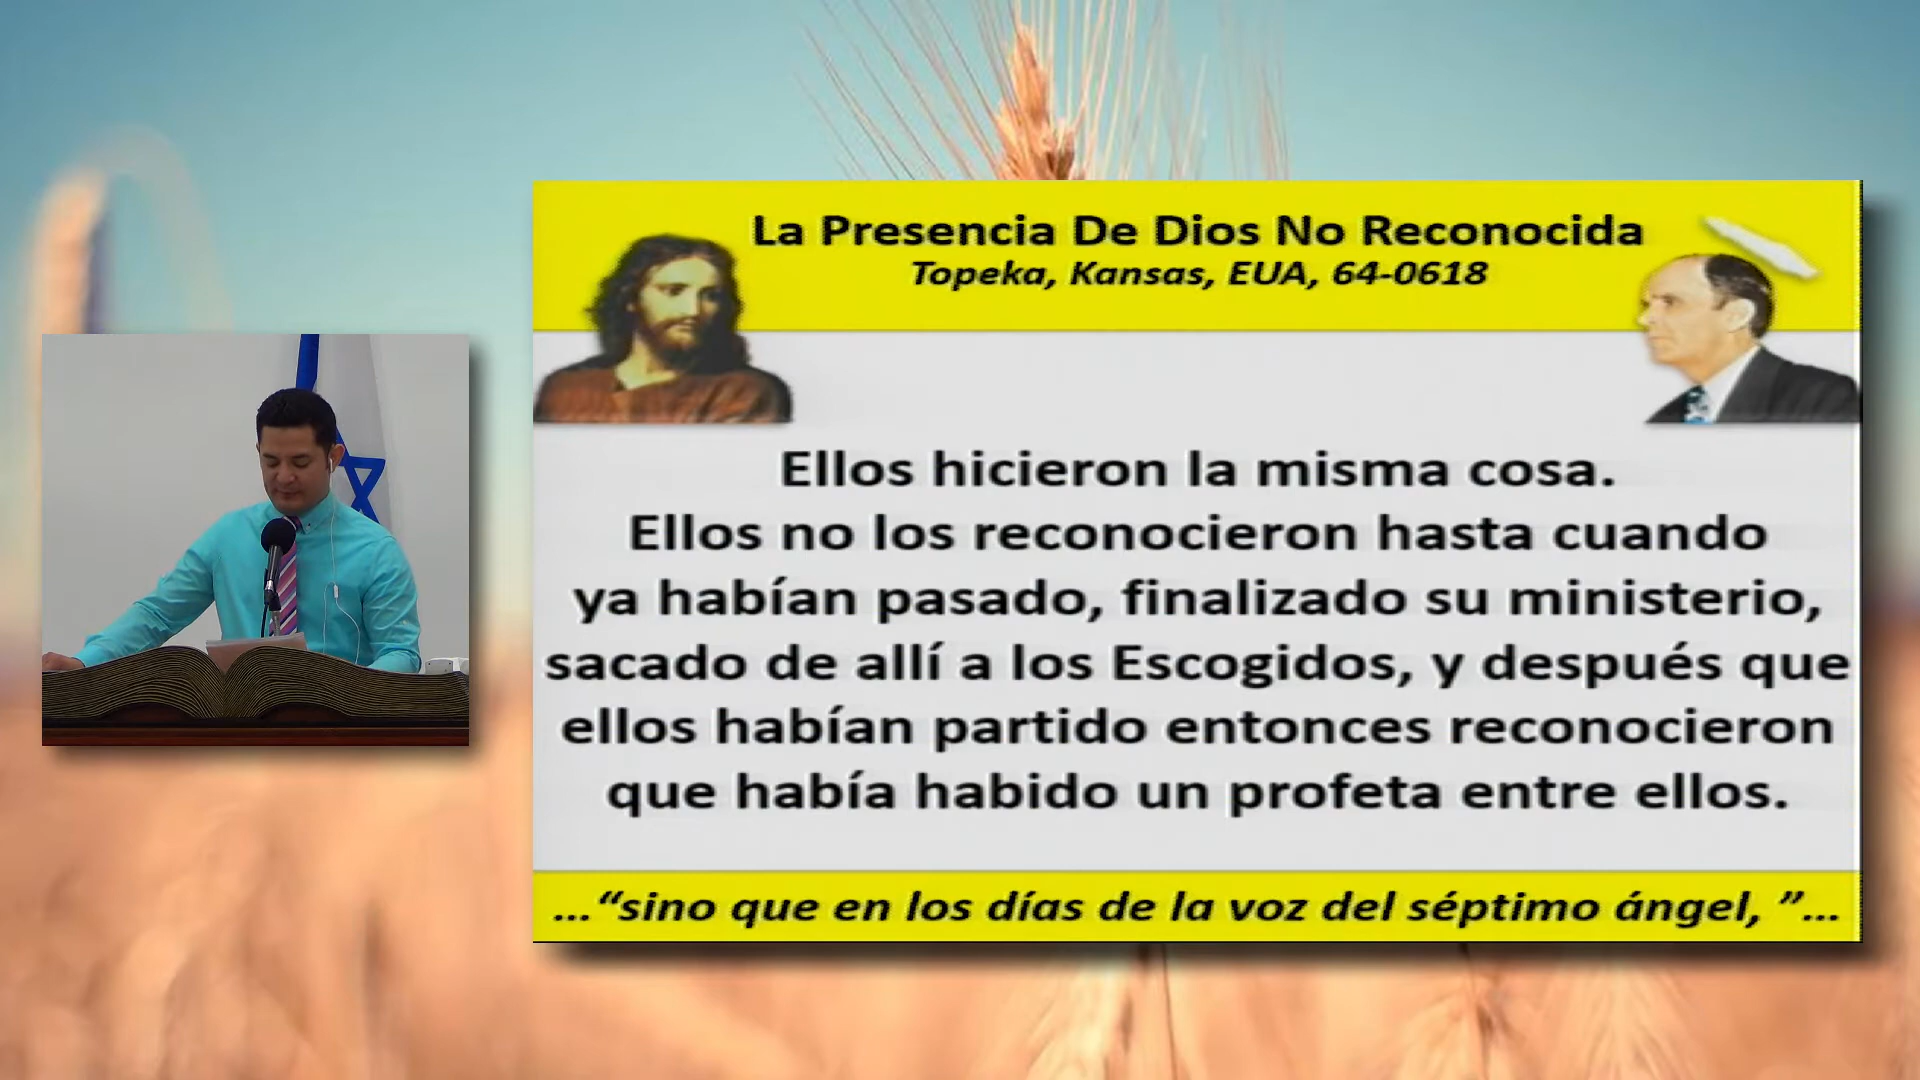 La Presencia De Dios No Reconocida
Topeka, Kansas, EUA, 64-0618
Ellos hicieron la misma cosa.
Ellos no los reconocieron hasta cuando
ya habían pasado, finalizado su ministerio,
sacado de allí a los Escogidos, y después que
ellos habían partido entonces reconocieron
que había habido un profeta entre ellos.
...“sino que en los días de la voz del séptimo ángel, ”...